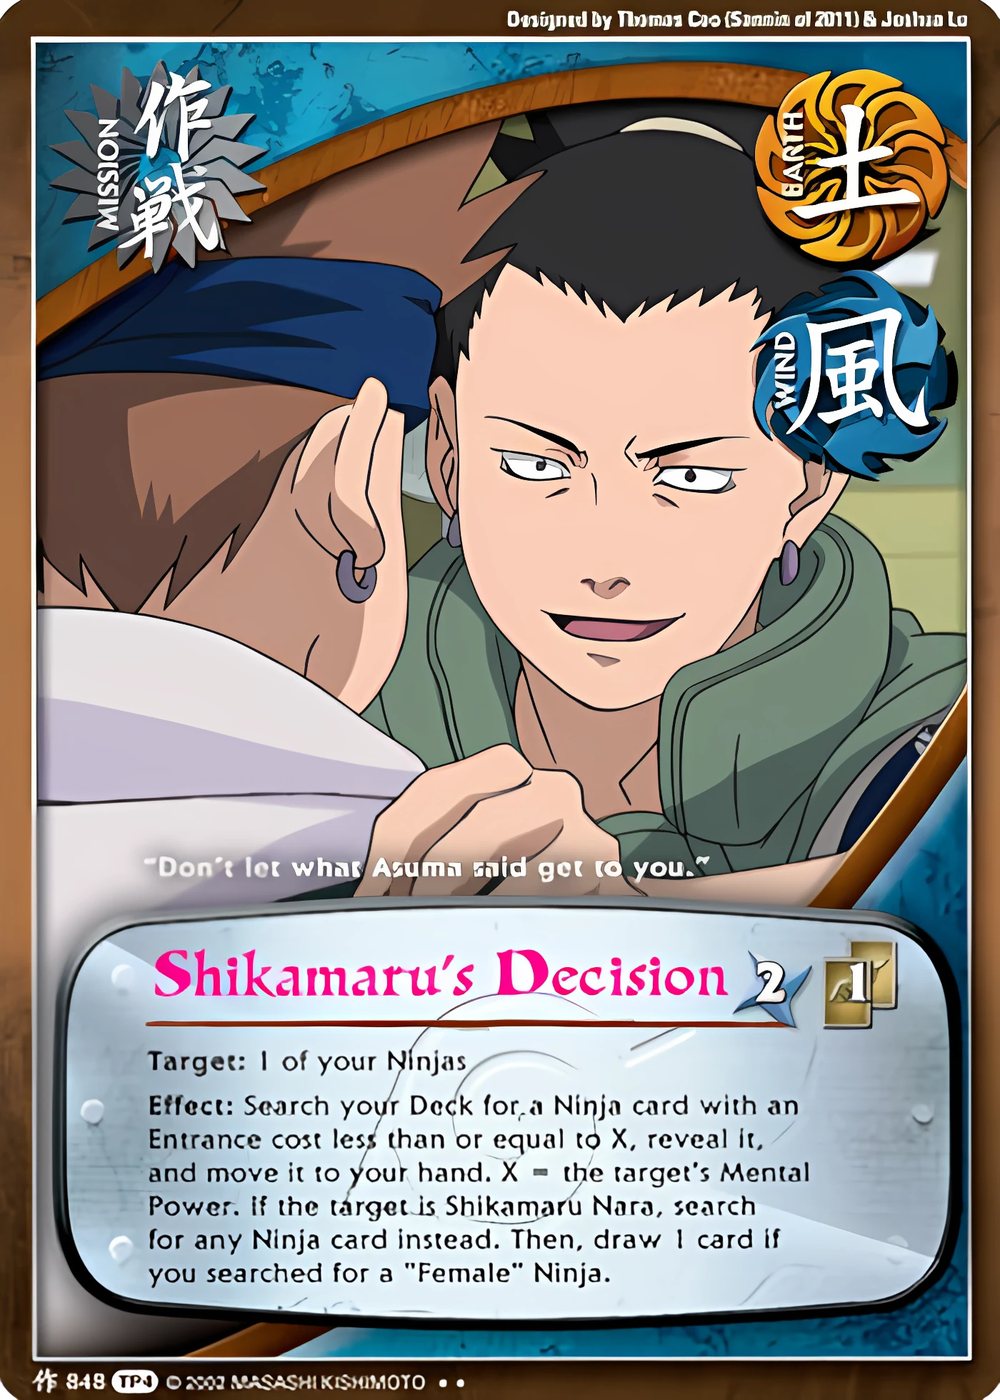 Designed by Thomas Cao (Sannin of 2011) & Joshua Lu
MISSION
作戦
EARTH
土
WIND
風
"Don't let what Asuma said get to you."
Shikamaru's Decision 2 1
Target: 1 of your Ninjas
Effect: Search your Deck for a Ninja card with an
Entrance cost less than or equal to X, reveal it,
and move it to your hand. X = the target's Mental
Power. If the target is Shikamaru Nara, search
for any Ninja card instead. Then, draw 1 card if
you searched for a "Female" Ninja.
作 848 TP4 © 2002 MASASHI KISHIMOTO